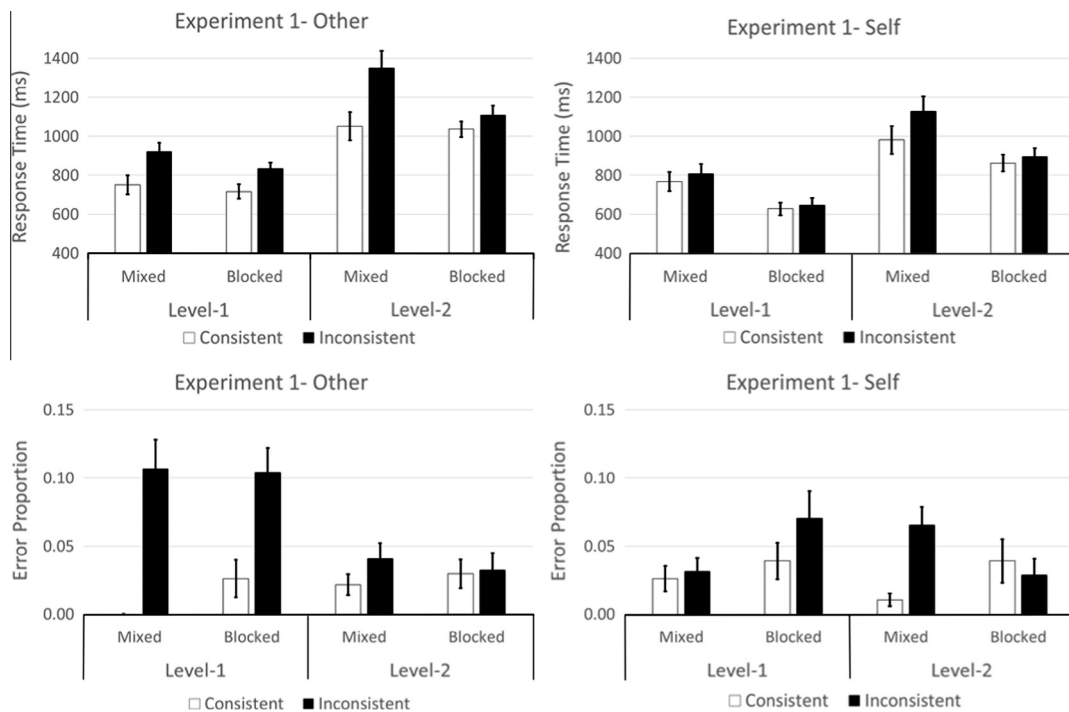 Experiment 1- Other
Response Time (ms)
1400
1200
1000
800
600
400
Mixed Blocked Mixed Blocked
Level-1 Level-2
Consistent Inconsistent
Experiment 1- Self
Response Time (ms)
1400
1200
1000
800
600
400
Mixed Blocked Mixed Blocked
Level-1 Level-2
Consistent Inconsistent
Experiment 1- Other
Error Proportion
0.15
0.10
0.05
0.00
Mixed Blocked Mixed Blocked
Level-1 Level-2
Consistent Inconsistent
Experiment 1- Self
Error Proportion
0.15
0.10
0.05
0.00
Mixed Blocked Mixed Blocked
Level-1 Level-2
Consistent Inconsistent